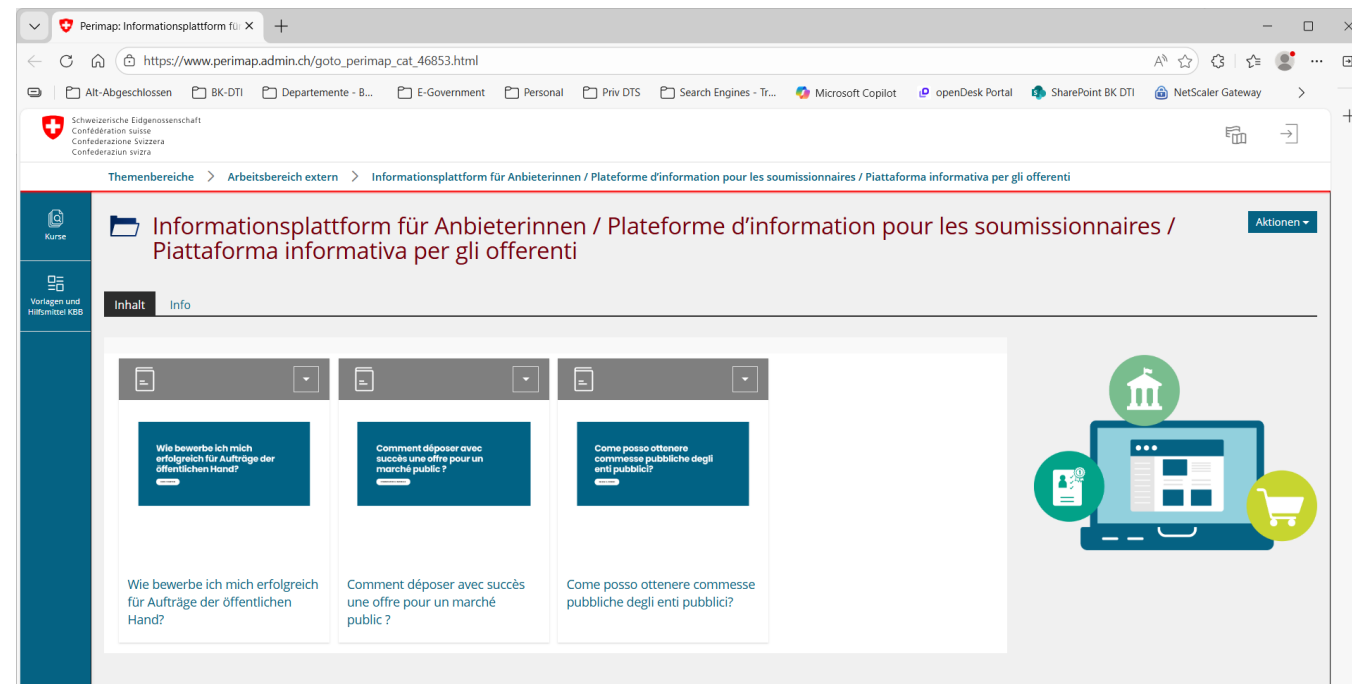 Perimap: Informationsplattform für
https://www.perimap.admin.ch/goto_perimap_cat_46853.html
Alt-Abgeschlossen BK-DTI Departemente - B... E-Government Personal Priv DTS Search Engines - Tr... Microsoft Copilot openDesk Portal SharePoint BK DTI NetScaler Gateway
Schweizerische Eidgenossenschaft
Confédération suisse
Confederazione Svizzera
Confederaziun svizra
Themenbereiche > Arbeitsbereich extern > Informationsplattform für Anbieterinnen / Plateforme d'information pour les soumissionnaires / Piattaforma informativa per gli offerenti
Kurse
Vorlagen und
Hilfsmittel KBB
Informationsplattform für Anbieterinnen / Plateforme d'information pour les soumissionnaires /
Piattaforma informativa per gli offerenti
Aktionen
Inhalt Info
Wie bewerbe ich mich
erfolgreich für Aufträge der
öffentlichen Hand?
Comment déposer avec
succès une offre pour un
marché public ?
Come posso ottenere
commesse pubbliche degli
enti pubblici?
Wie bewerbe ich mich erfolgreich
für Aufträge der öffentlichen
Hand?
Comment déposer avec succès
une offre pour un marché
public ?
Come posso ottenere commesse
pubbliche degli enti pubblici?